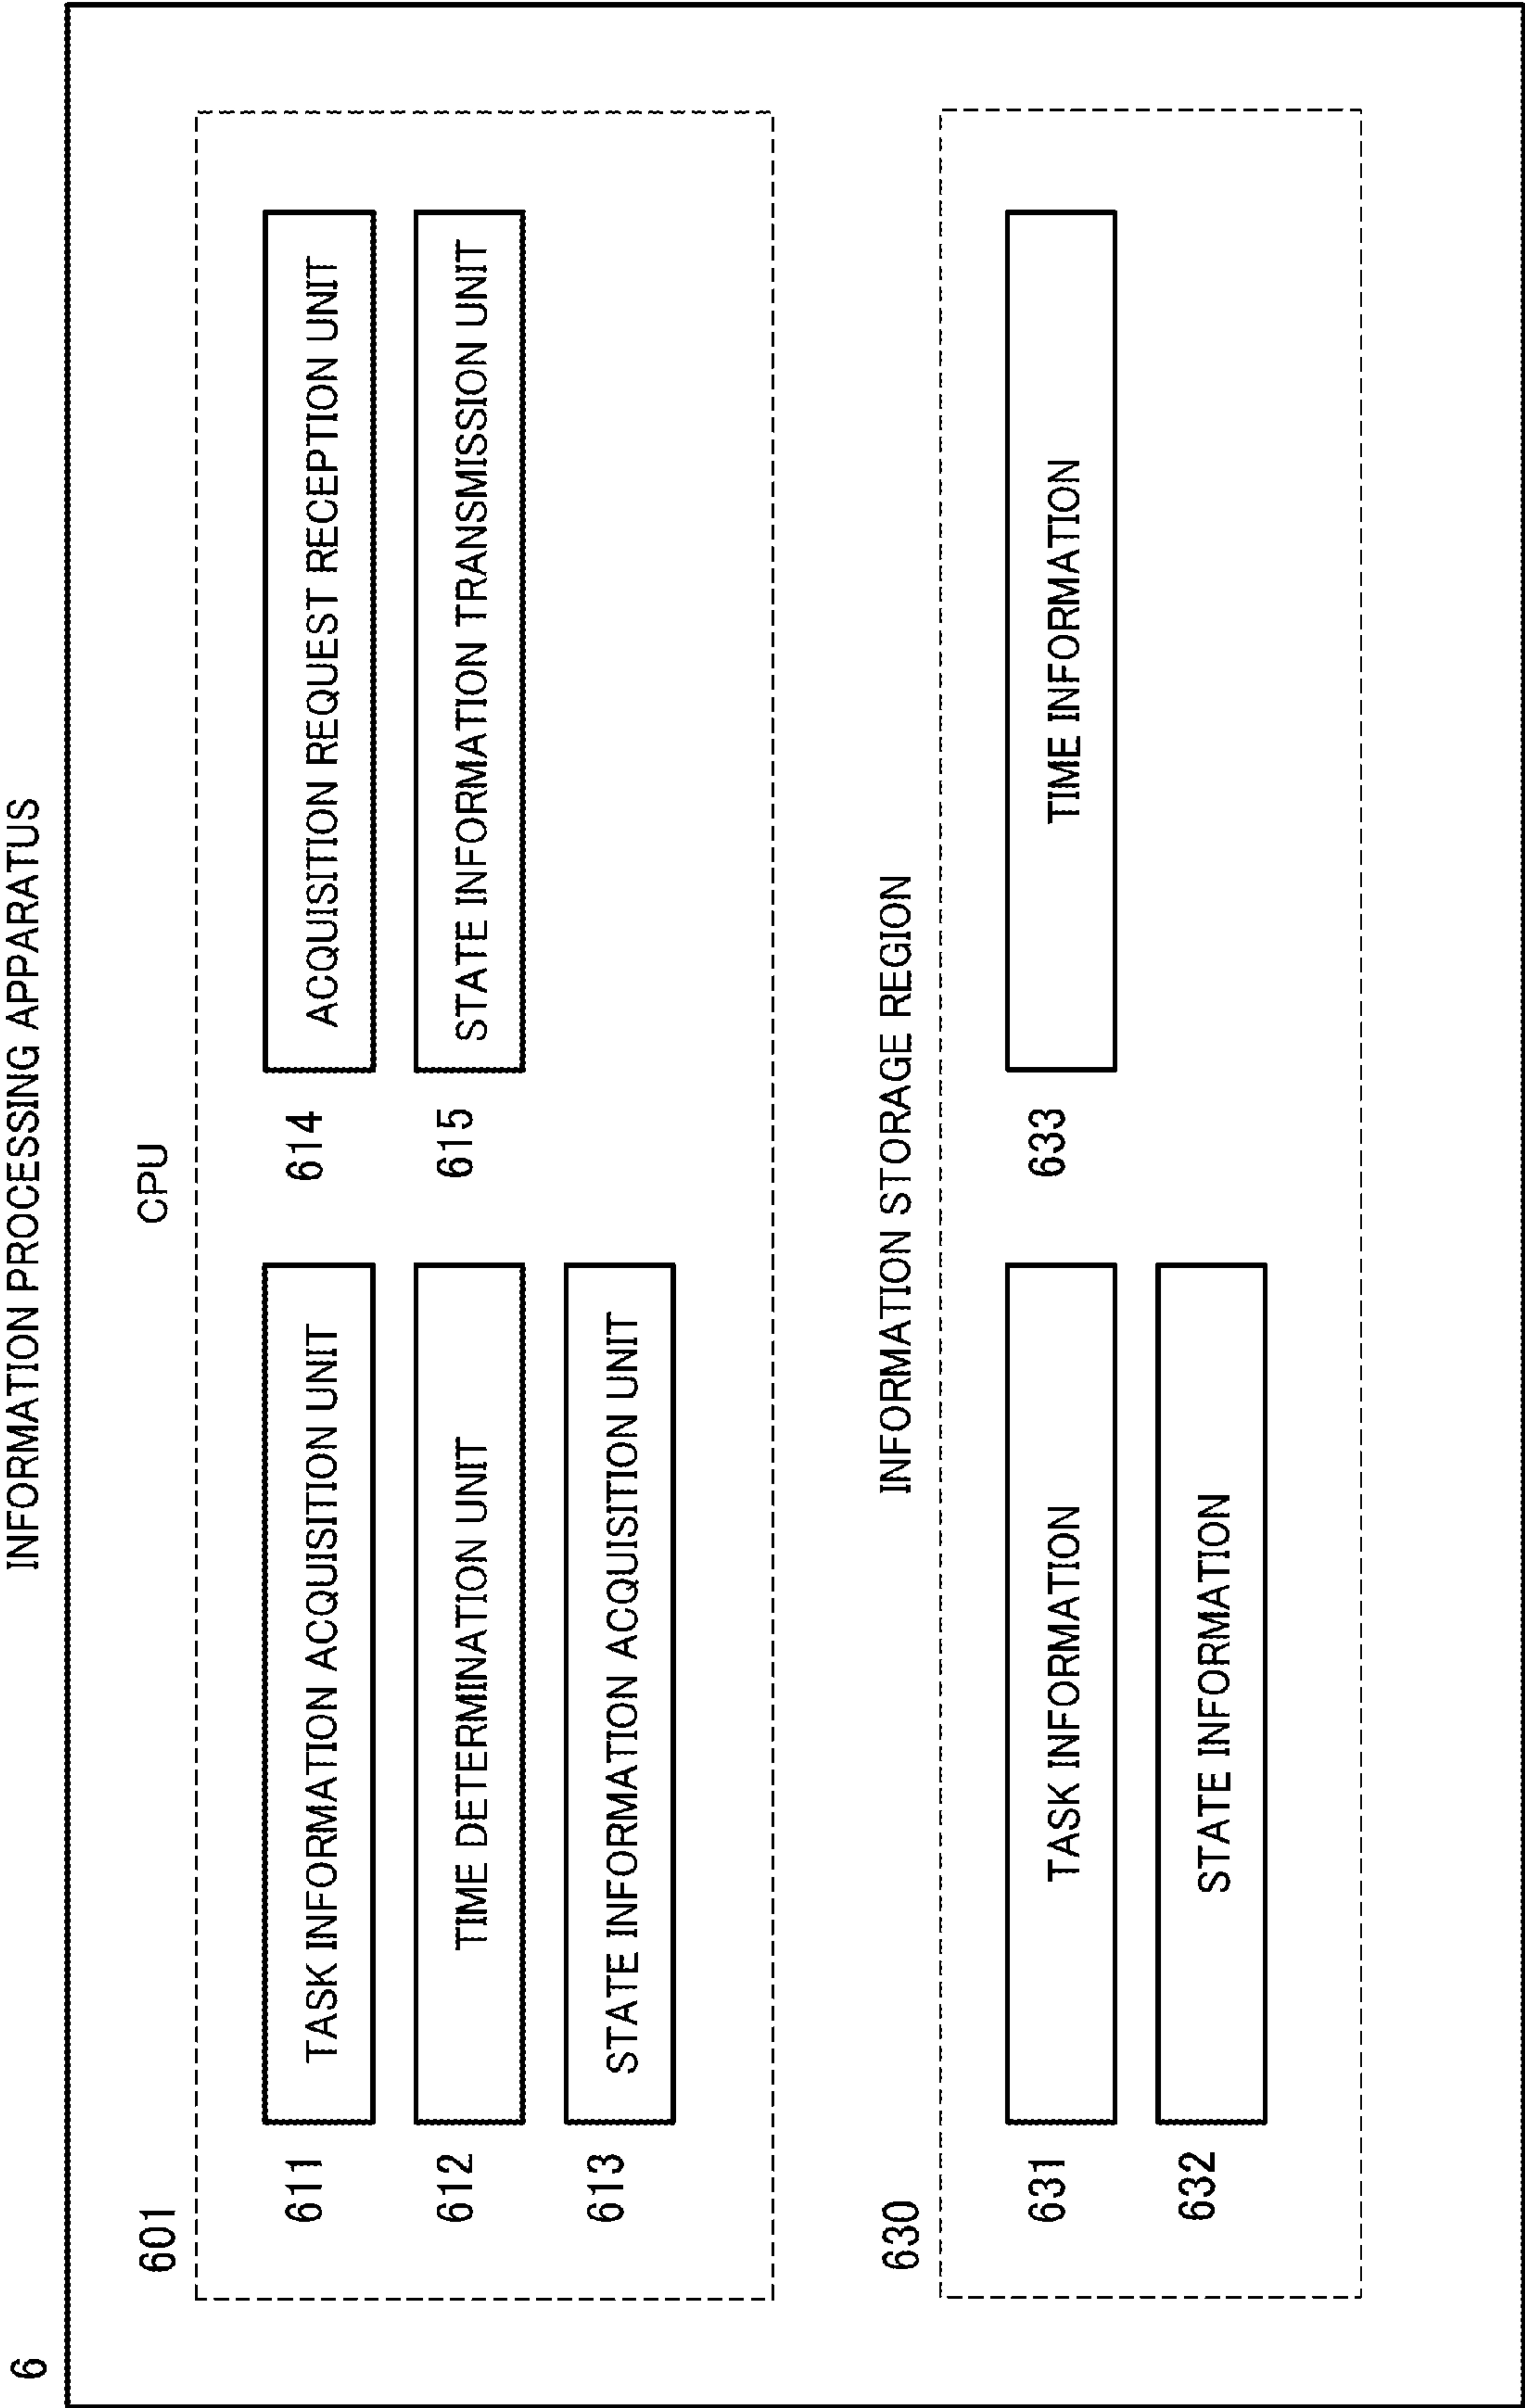 6
INFORMATION PROCESSING APPARATUS
601
CPU
611
TASK INFORMATION ACQUISITION UNIT
614
ACQUISITION REQUEST RECEPTION UNIT
612
TIME DETERMINATION UNIT
615
STATE INFORMATION TRANSMISSION UNIT
613
STATE INFORMATION ACQUISITION UNIT
630
INFORMATION STORAGE REGION
631
TASK INFORMATION
633
TIME INFORMATION
632
STATE INFORMATION